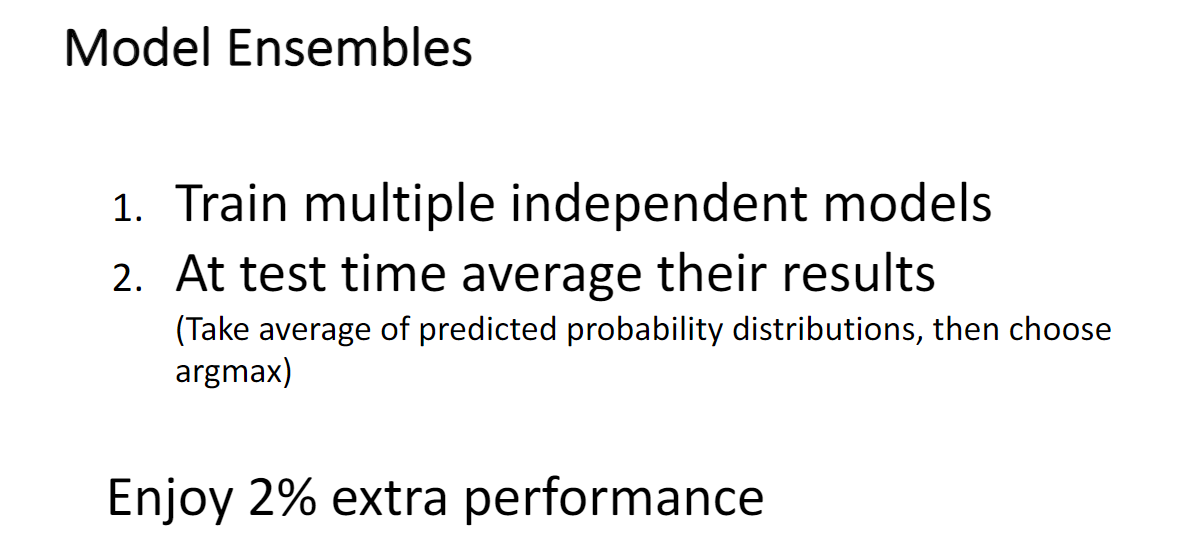 Model Ensembles
1. Train multiple independent models
2. At test time average their results
(Take average of predicted probability distributions, then choose
argmax)
Enjoy 2% extra performance